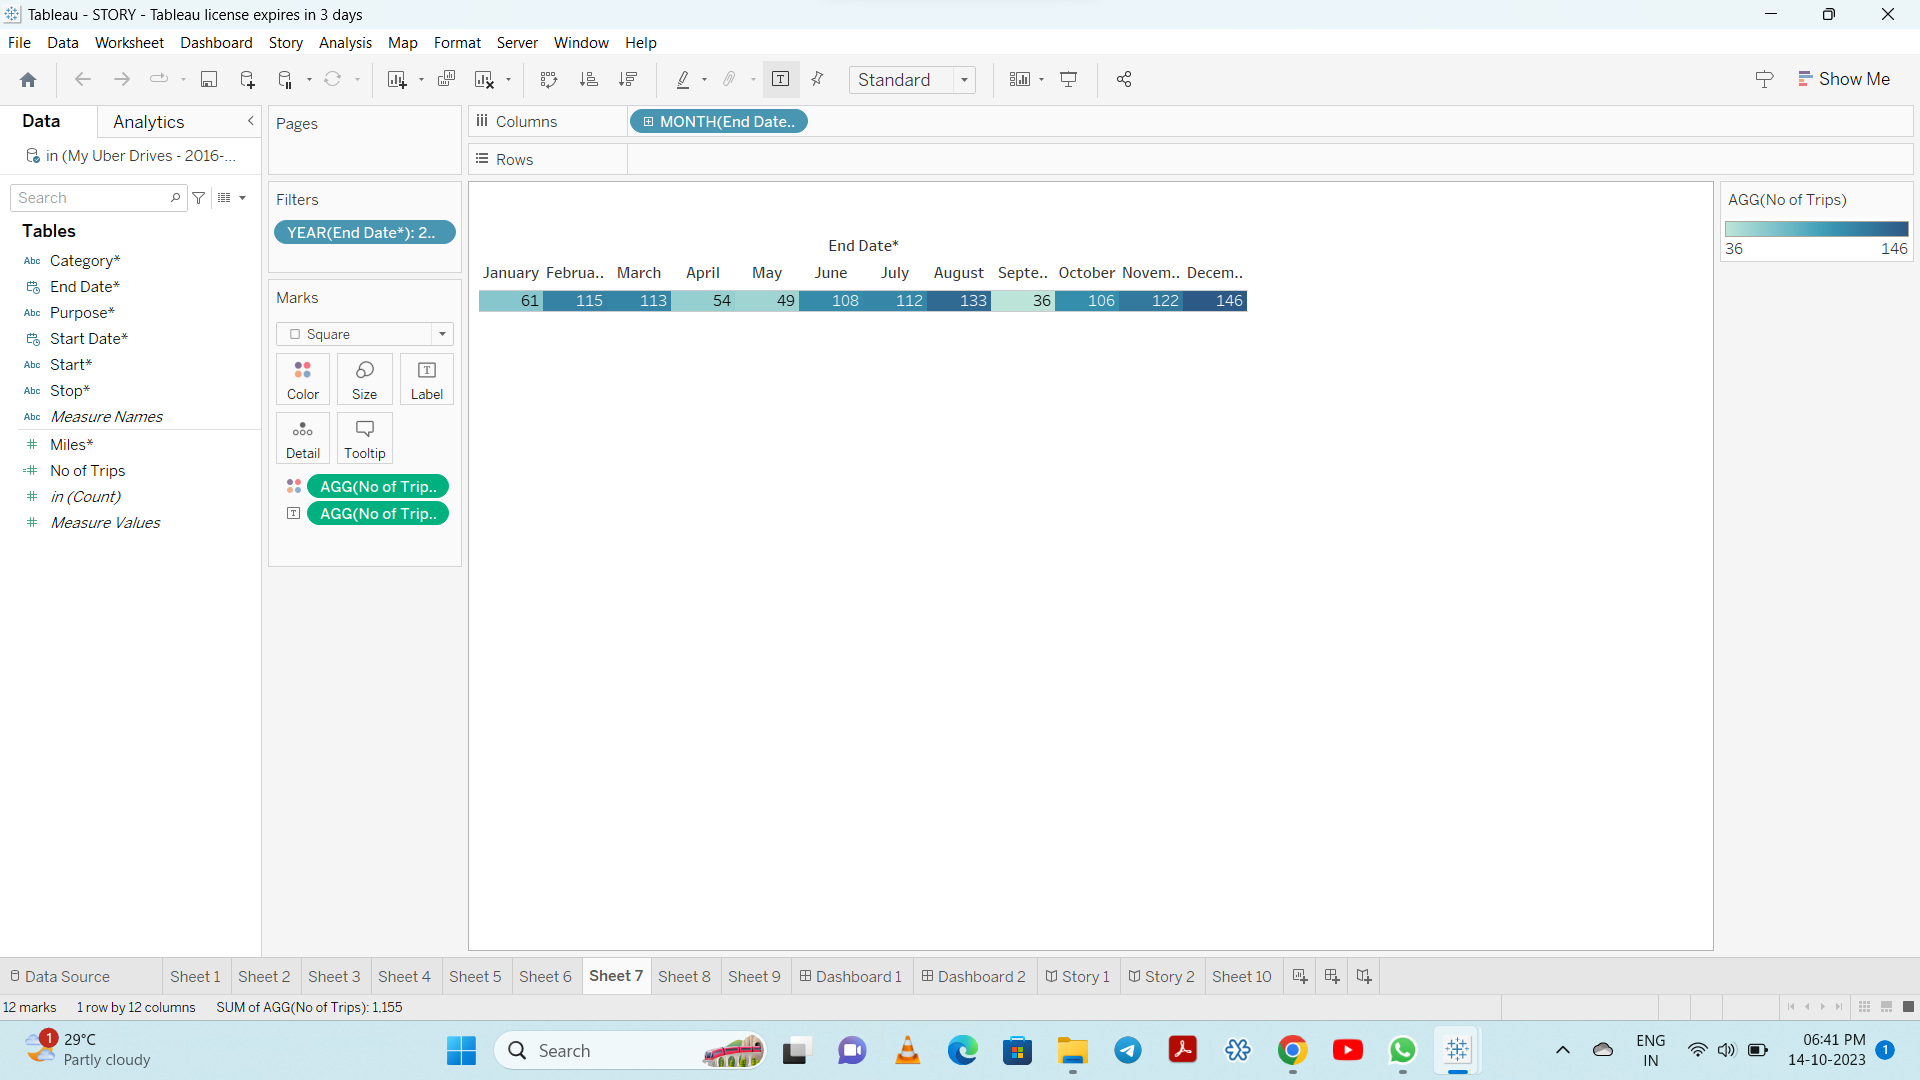 Tableau - STORY - Tableau license expires in 3 days
File Data Worksheet Dashboard Story Analysis Map Format Server Window Help
Standard
Show Me
Data Analytics
in (My Uber Drives - 2016-...
Search
Tables
Abc Category*
End Date*
Abc Purpose*
Start Date*
Abc Start*
Abc Stop*
Abc Measure Names
# Miles*
=# No of Trips
# in (Count)
# Measure Values
Pages
Filters
YEAR(End Date*): 2..
Marks
Square
Color Size Label
Detail Tooltip
AGG(No of Trip..
T AGG(No of Trip..
Columns MONTH(End Date..
Rows
End Date*
January Februa.. March April May June July August Septe.. October Novem.. Decem..
61 115 113 54 49 108 112 133 36 106 122 146
AGG(No of Trips)
36 146
Data Source Sheet 1 Sheet 2 Sheet 3 Sheet 4 Sheet 5 Sheet 6 Sheet 7 Sheet 8 Sheet 9 Dashboard 1 Dashboard 2 Story 1 Story 2 Sheet 10
12 marks 1 row by 12 columns SUM of AGG(No of Trips): 1,155
1 29°C
Partly cloudy
Search
ENG
IN
06:41 PM
14-10-2023
1